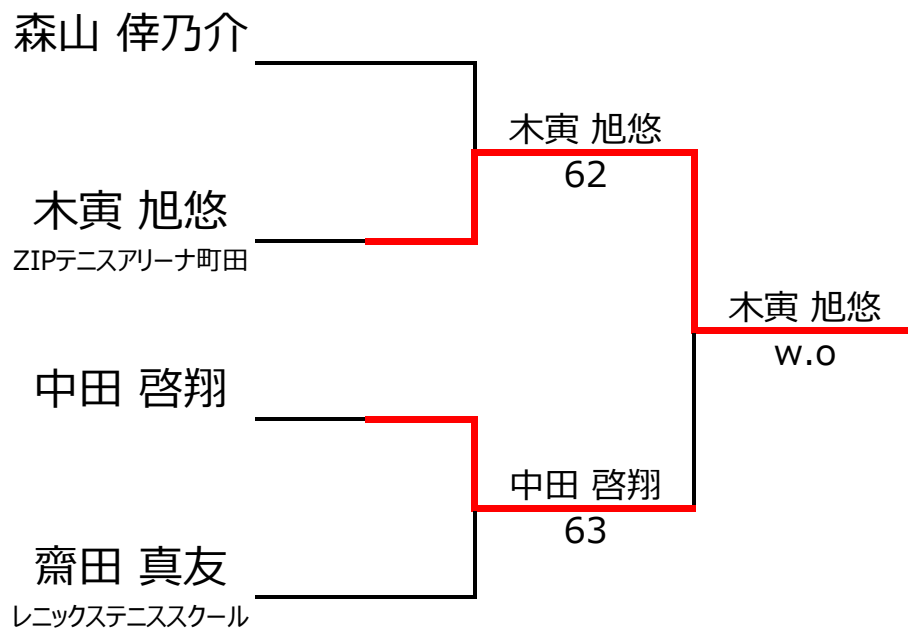 森山 倖乃介
木寅 旭悠
62
木寅 旭悠
ZIPテニスアリーナ町田
木寅 旭悠
w.o
中田 啓翔
中田 啓翔
63
齋田 真友
レニックステニススクール